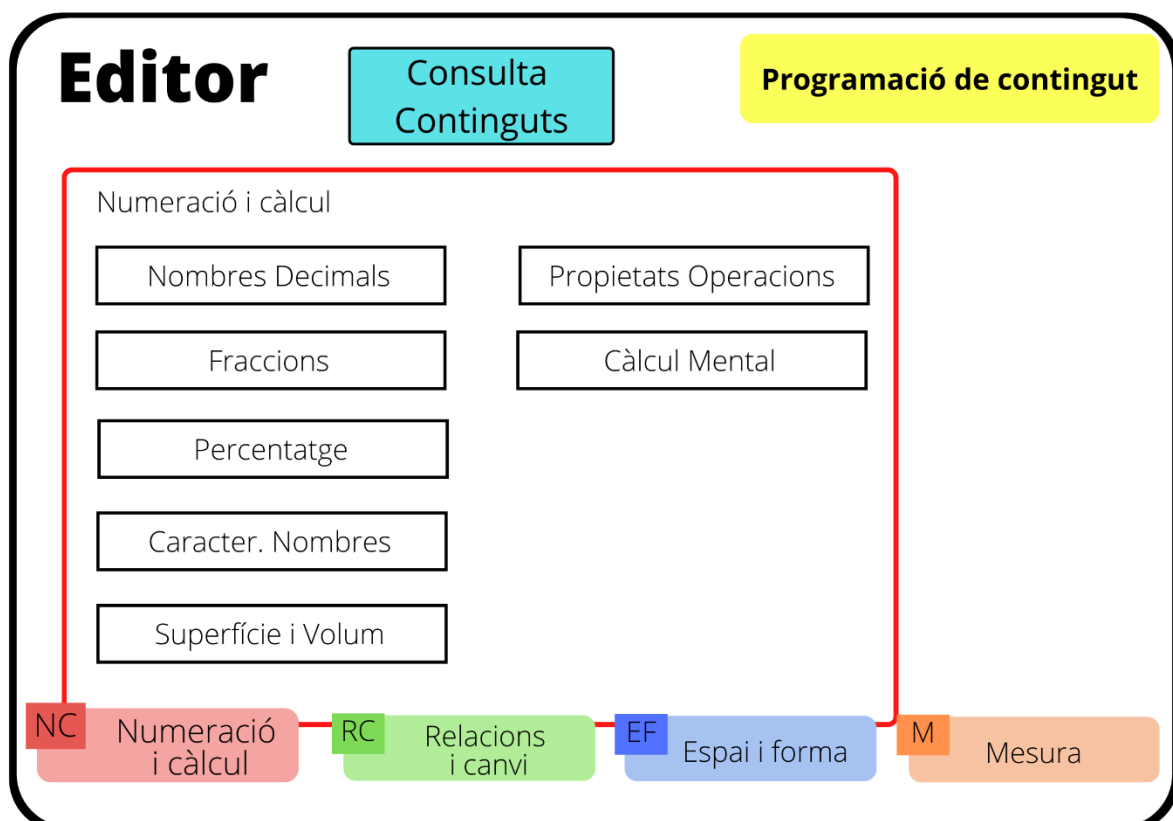 Editor
Consulta
Continguts
Programació de contingut
Numeració i càlcul
Nombres Decimals
Propietats Operacions
Fraccions
Càlcul Mental
Percentatge
Caracter. Nombres
Superfície i Volum
NC
Numeració
i càlcul
RC
Relacions
i canvi
EF
Espai i forma
M
Mesura